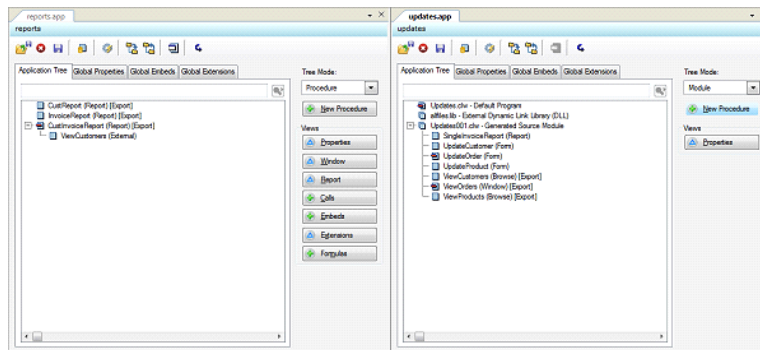 reports.app
reports
Application Tree Global Properties Global Embeds Global Extensions
CustReport (Report) [Export]
InvoiceReport (Report) [Export]
CustInvoiceReport (Report) [Export]
ViewCustomers (External)
Tree Mode:
Procedure
New Procedure
Views
Properties
Window
Report
Calls
Embeds
Extensions
Formulas
updates.app
updates
Application Tree Global Properties Global Embeds Global Extensions
Updates.clw - Default Program
allfiles.lib - External Dynamic Link Library (DLL)
Updates001.clw - Generated Source Module
SingleInvoiceReport (Report)
UpdateCustomer (Form)
UpdateOrder (Form)
UpdateProduct (Form)
ViewCustomers (Browse) [Export]
ViewOrders (Window) [Export]
ViewProducts (Browse) [Export]
Tree Mode:
Module
New Procedure
Views
Properties